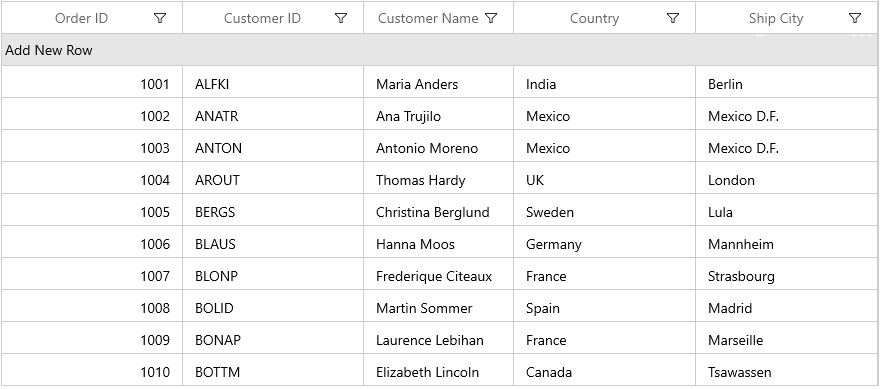 Order ID Customer ID Customer Name Country Ship City
Add New Row
1001 ALFKI Maria Anders India Berlin
1002 ANATR Ana Trujilo Mexico Mexico D.F.
1003 ANTON Antonio Moreno Mexico Mexico D.F.
1004 AROUT Thomas Hardy UK London
1005 BERGS Christina Berglund Sweden Lula
1006 BLAUS Hanna Moos Germany Mannheim
1007 BLONP Frederique Citeaux France Strasbourg
1008 BOLID Martin Sommer Spain Madrid
1009 BONAP Laurence Lebihan France Marseille
1010 BOTTM Elizabeth Lincoln Canada Tsawassen